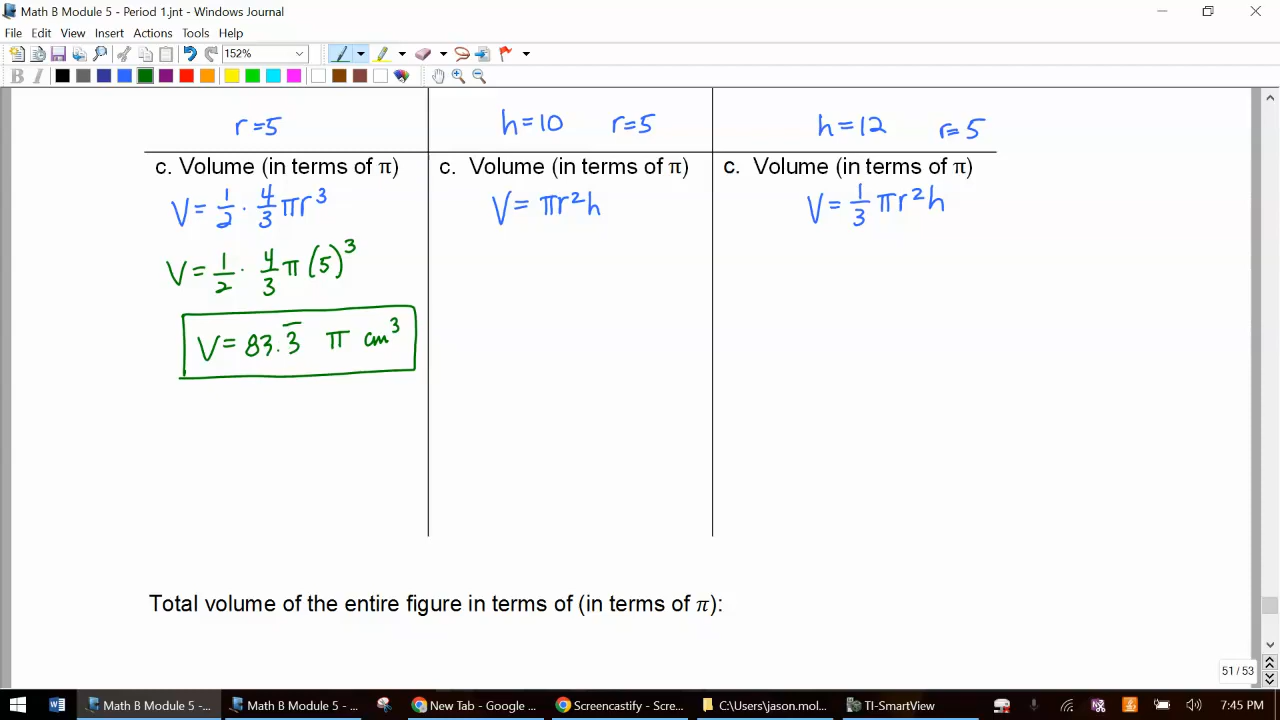 Math B Module 5 - Period 1.jnt - Windows Journal
File Edit View Insert Actions Tools Help
152%
B I
r=5
h=10 r=5
h=12 r=5
c. Volume (in terms of π)
c. Volume (in terms of π)
c. Volume (in terms of π)
V= 1/2 · 4/3 πr³
V= πr²h
V= 1/3 πr²h
V= 1/2 · 4/3 π (5)³
V= 83.3̅ π cm³
Total volume of the entire figure in terms of (in terms of π):
51 / 53
Math B Module 5 -...
Math B Module 5 - ...
New Tab - Google ...
Screencastify - Scre...
C:\Users\jason.mol...
TI-SmartView
7:45 PM